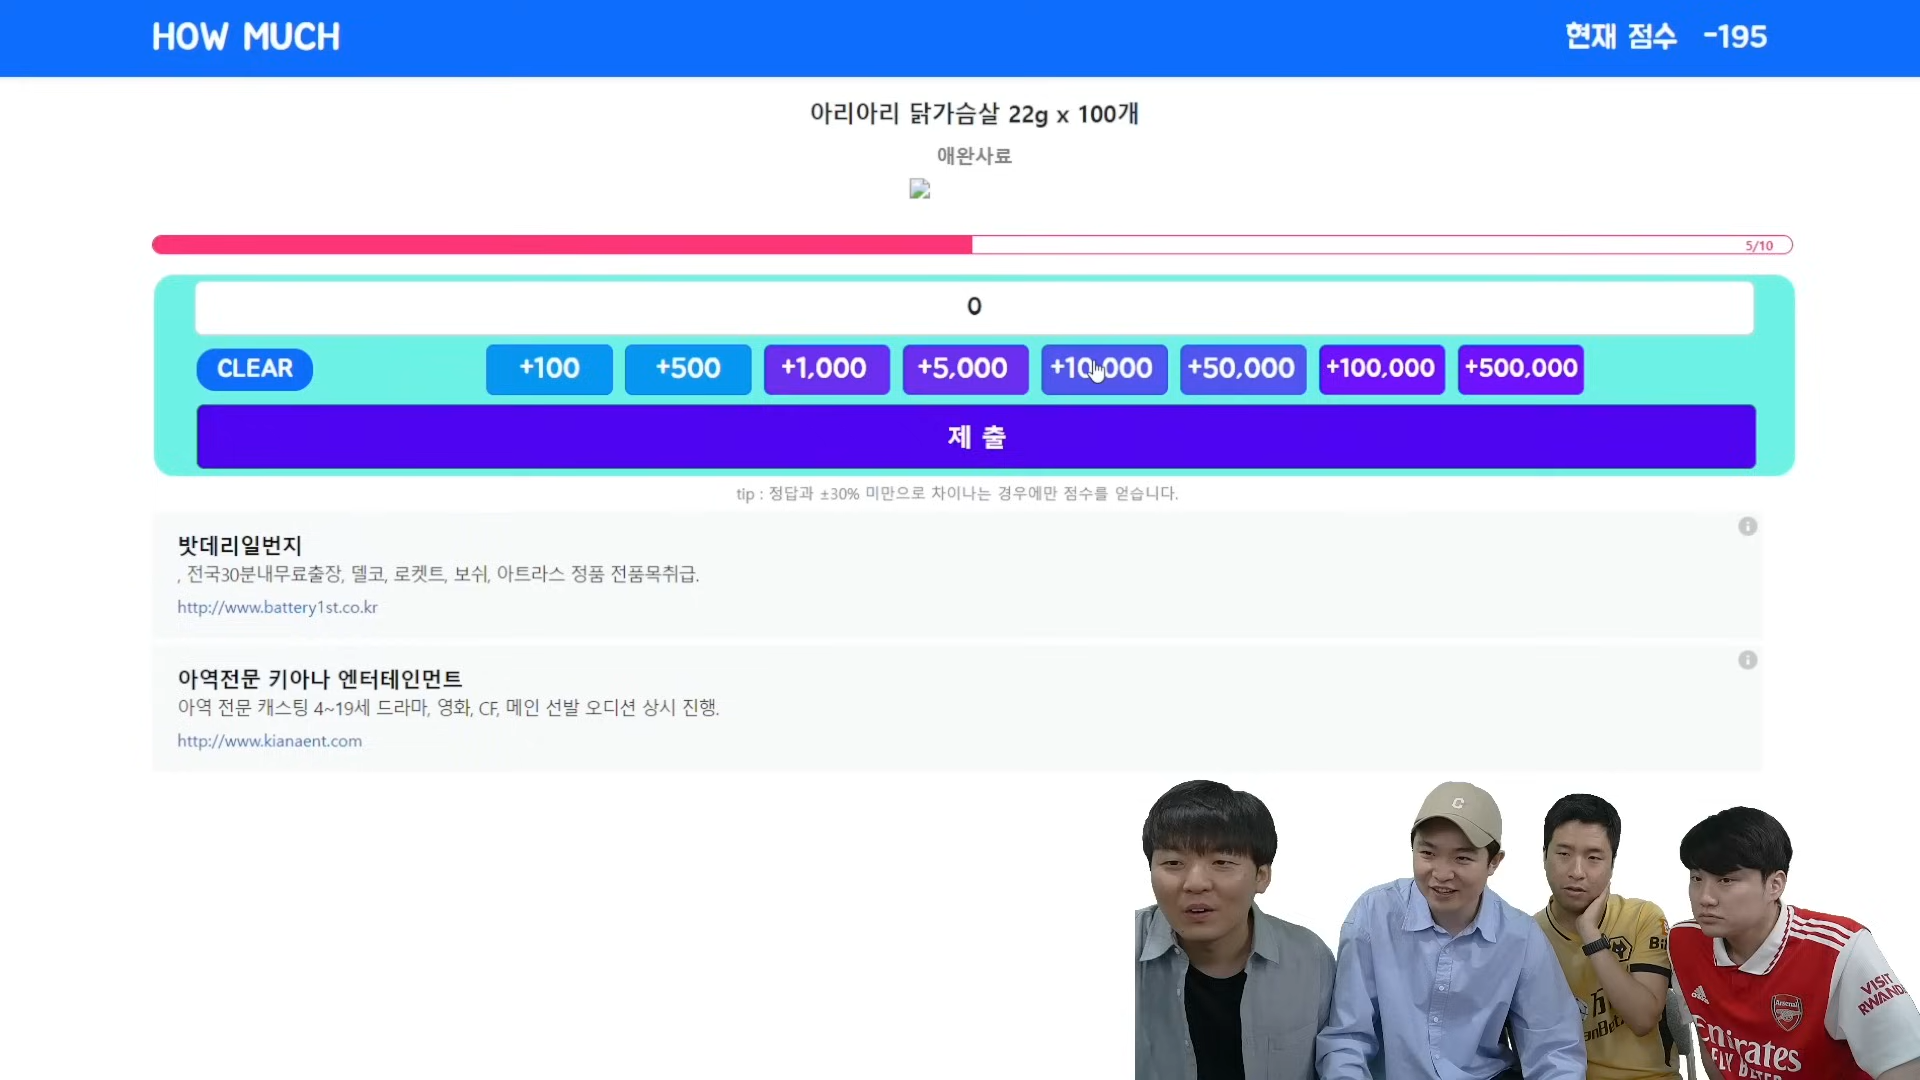 HOW MUCH
현재 점수 -195
아리아리 닭가슴살 22g x 100개
애완사료
5/10
0
CLEAR
+100
+500
+1,000
+5,000
+10,000
+50,000
+100,000
+500,000
제 출
tip : 정답과 ±30% 미만으로 차이나는 경우에만 점수를 얻습니다.
밧데리일번지
, 전국30분내무료출장, 델코, 로켓트, 보쉬, 아트라스 정품 전품목취급.
http://www.battery1st.co.kr
아역전문 키아나 엔터테인먼트
아역 전문 캐스팅 4~19세 드라마, 영화, CF, 메인 선발 오디션 상시 진행.
http://www.kianaent.com
C
Arsenal
VISIT
RWANDA
Emirates